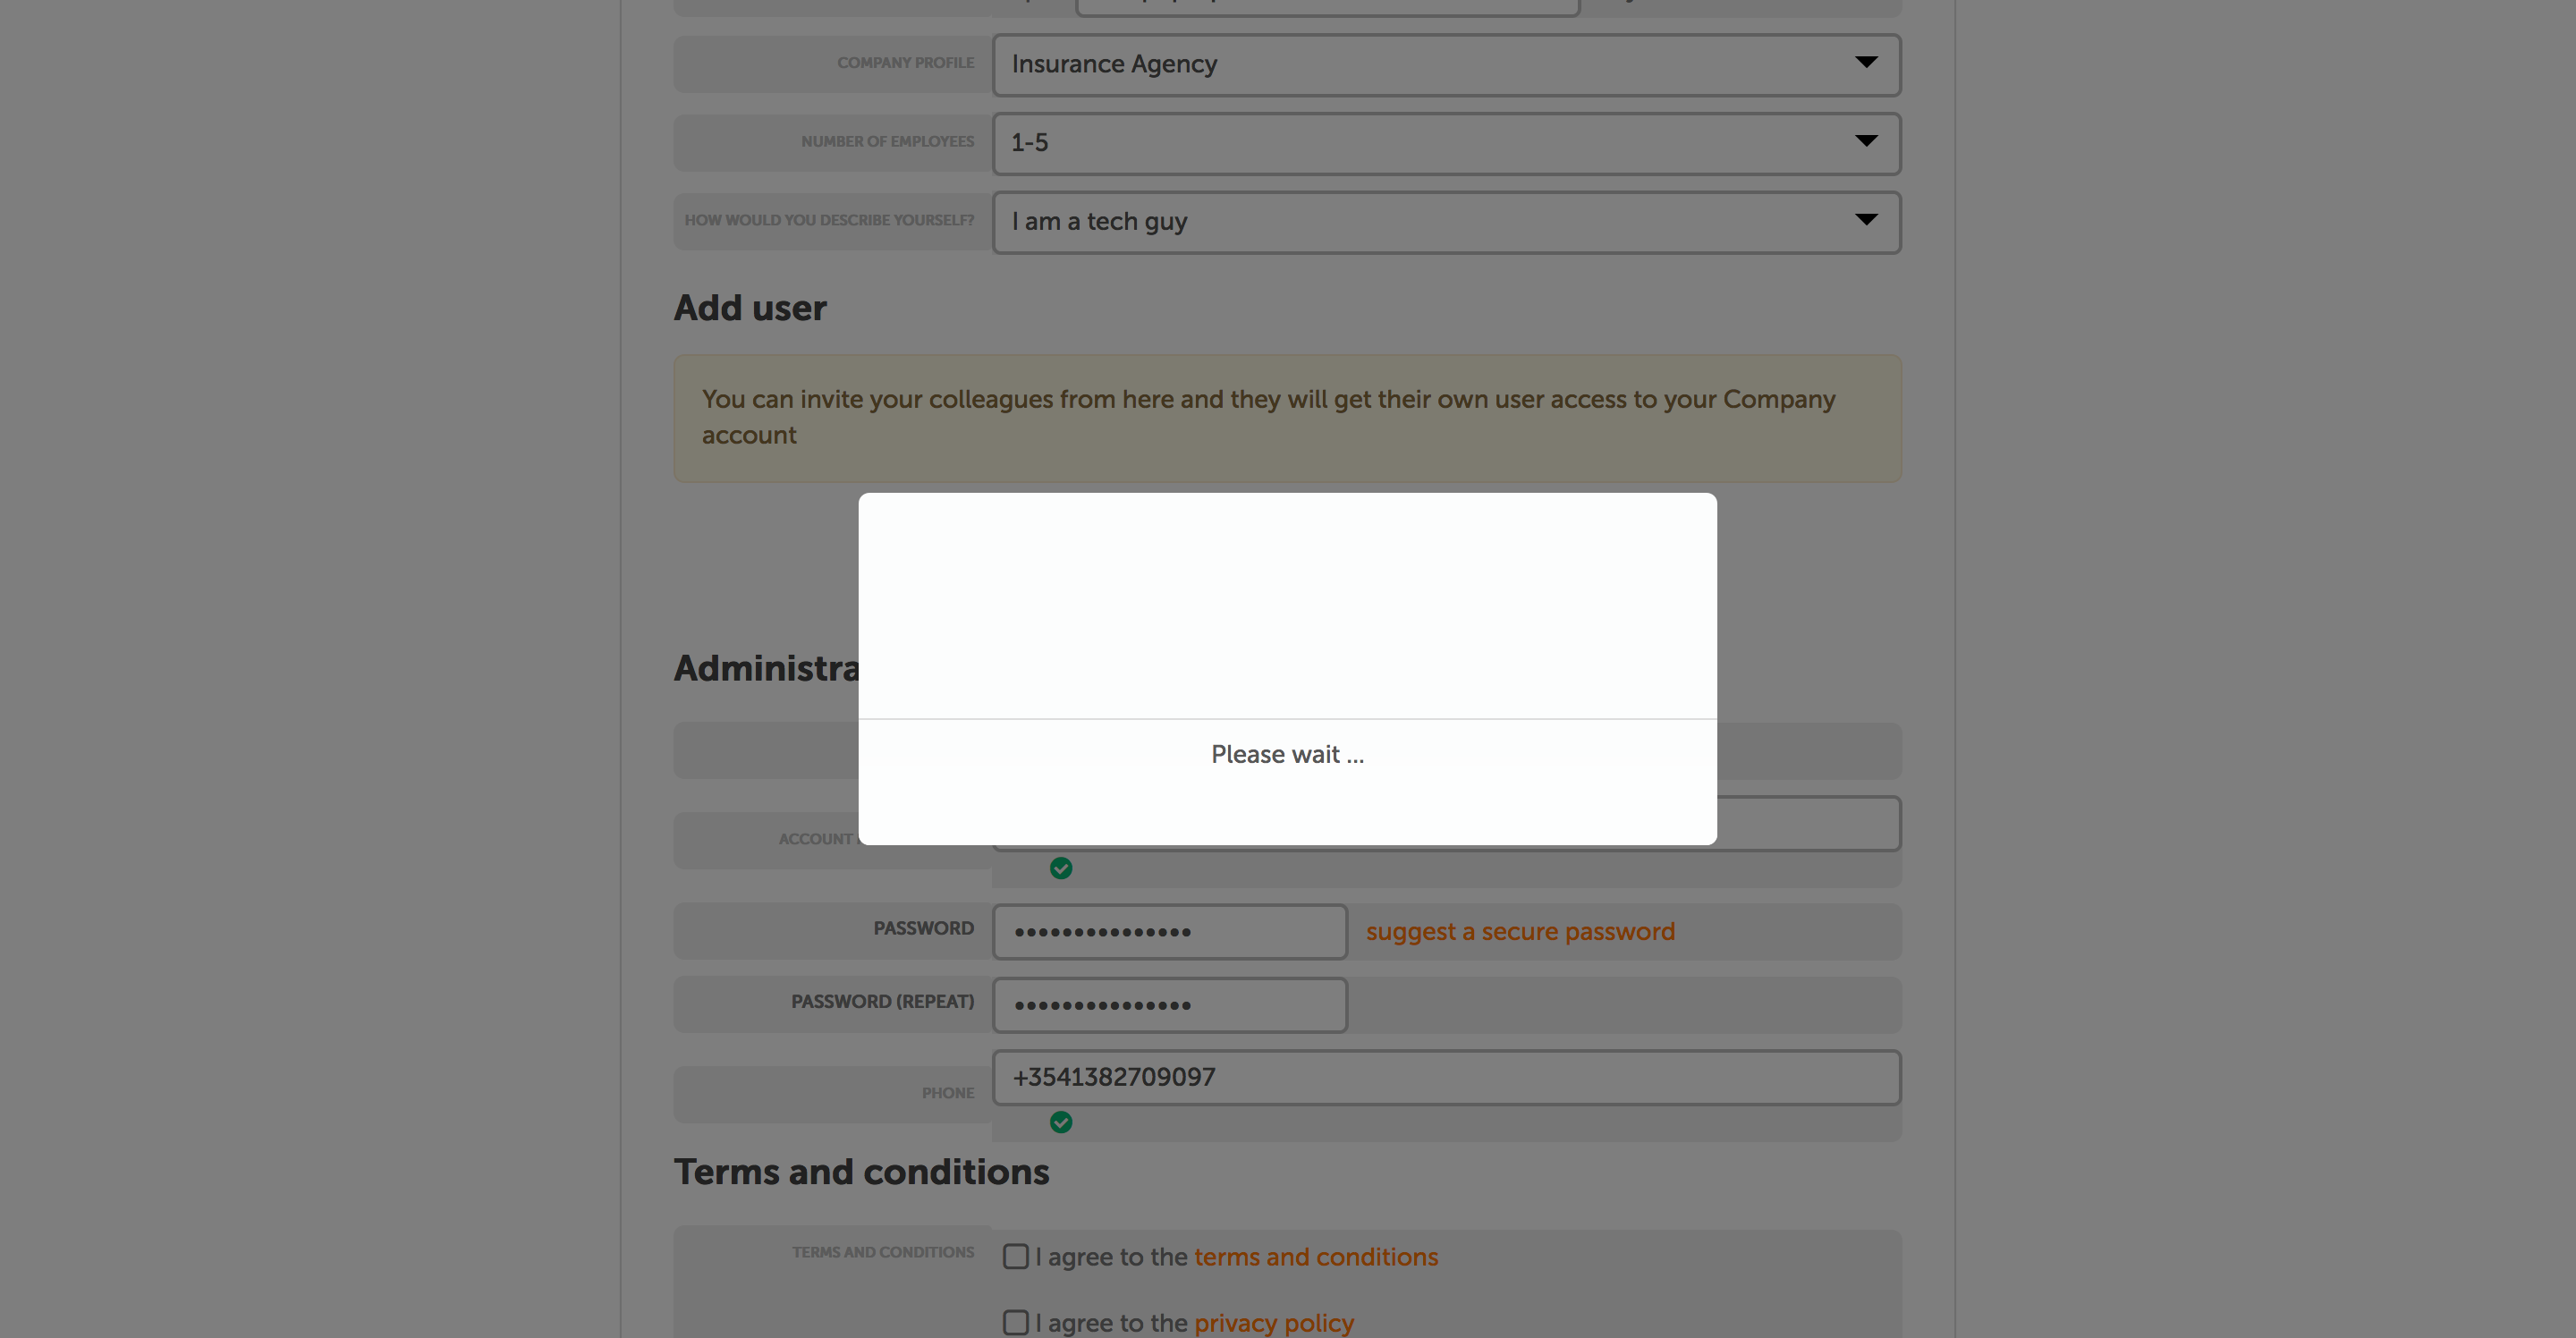 COMPANY PROFILE
Insurance Agency
NUMBER OF EMPLOYEES
1-5
HOW WOULD YOU DESCRIBE YOURSELF?
I am a tech guy
Add user
You can invite your colleagues from here and they will get their own user access to your Company
account
Please wait ...
ACCOUNT
PASSWORD
suggest a secure password
PASSWORD (REPEAT)
PHONE
+3541382709097
Terms and conditions
TERMS AND CONDITIONS
I agree to the terms and conditions
I agree to the privacy policy